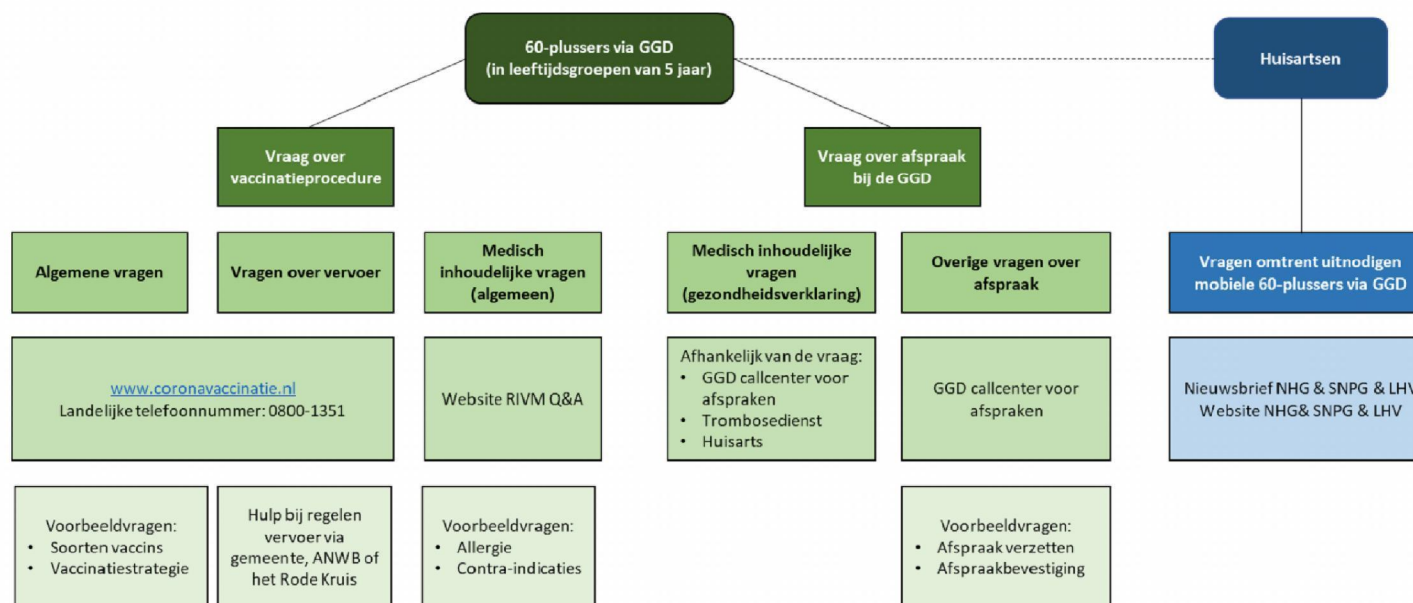 60-plussers via GGD
(in leeftijdsgroepen van 5 jaar)
Huisartsen
Vraag over
vaccinatieprocedure
Vraag over afspraak
bij de GGD
Algemene vragen
Vragen over vervoer
Medisch
inhoudelijke vragen
(algemeen)
Medisch inhoudelijke
vragen
(gezondheidsverklaring)
Overige vragen over
afspraak
Vragen omtrent uitnodigen
mobiele 60-plussers via GGD
www.coronavaccinatie.nl
Landelijke telefoonnummer: 0800-1351
Website RIVM Q&A
Afhankelijk van de vraag:
• GGD callcenter voor
afspraken
• Trombosedienst
• Huisarts
GGD callcenter voor
afspraken
Nieuwsbrief NHG & SNPG & LHV
Website NHG& SNPG & LHV
Voorbeeldvragen:
• Soorten vaccins
• Vaccinatiestrategie
Hulp bij regelen
vervoer via
gemeente, ANWB of
het Rode Kruis
Voorbeeldvragen:
• Allergie
• Contra-indicaties
Voorbeeldvragen:
• Afspraak verzetten
• Afspraakbevestiging